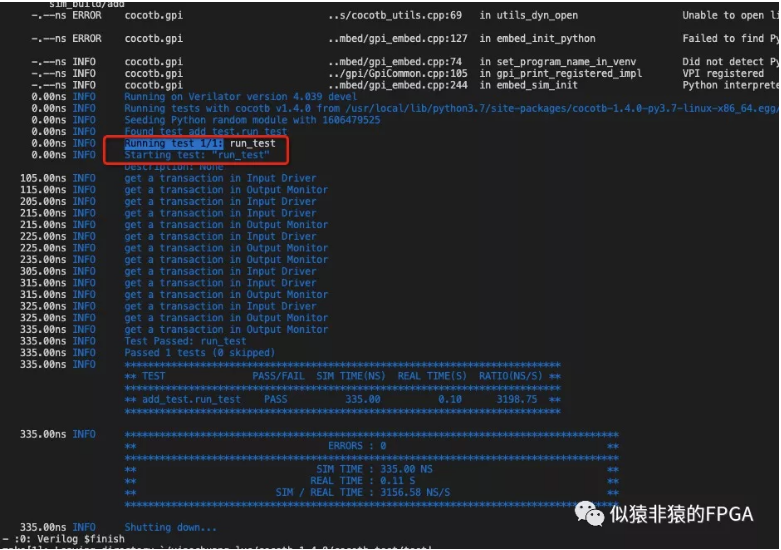 sim_build/add
-.--ns ERROR cocotb.gpi ..s/cocotb_utils.cpp:69 in utils_dyn_open Unable to open li
-.--ns ERROR cocotb.gpi ..mbed/gpi_embed.cpp:127 in embed_init_python Failed to find Py
-.--ns INFO cocotb.gpi ..mbed/gpi_embed.cpp:74 in set_program_name_in_venv Did not detect Py
-.--ns INFO cocotb.gpi ../gpi/GpiCommon.cpp:105 in gpi_print_registered_impl VPI registered
-.--ns INFO cocotb.gpi ..mbed/gpi_embed.cpp:244 in embed_sim_init Python interprete
0.00ns INFO Running on Verilator version 4.039 devel
0.00ns INFO Running tests with cocotb v1.4.0 from /usr/local/lib/python3.7/site-packages/cocotb-1.4.0-py3.7-linux-x86_64.egg/
0.00ns INFO Seeding Python random module with 1606479525
0.00ns INFO Found test add_test.run_test
0.00ns INFO Running test 1/1: run_test
0.00ns INFO Starting test: "run_test"
Description: None
105.00ns INFO get a transaction in Input Driver
115.00ns INFO get a transaction in Output Monitor
205.00ns INFO get a transaction in Input Driver
215.00ns INFO get a transaction in Input Driver
215.00ns INFO get a transaction in Output Monitor
225.00ns INFO get a transaction in Input Driver
225.00ns INFO get a transaction in Output Monitor
235.00ns INFO get a transaction in Output Monitor
305.00ns INFO get a transaction in Input Driver
315.00ns INFO get a transaction in Input Driver
315.00ns INFO get a transaction in Output Monitor
325.00ns INFO get a transaction in Input Driver
325.00ns INFO get a transaction in Output Monitor
335.00ns INFO get a transaction in Output Monitor
335.00ns INFO Test Passed: run_test
335.00ns INFO Passed 1 tests (0 skipped)
335.00ns INFO **************************************************************************
** TEST PASS/FAIL SIM TIME(NS) REAL TIME(S) RATIO(NS/S) **
**************************************************************************
** add_test.run_test PASS 335.00 0.10 3198.75 **
**************************************************************************
335.00ns INFO ************************************************************************************
** ERRORS : 0 **
************************************************************************************
** SIM TIME : 335.00 NS **
** REAL TIME : 0.11 S **
** SIM / REAL TIME : 3156.58 NS/S **
************************************************************************************
似猿非猿的FPGA
335.00ns INFO Shutting down...
- :0: Verilog $finish